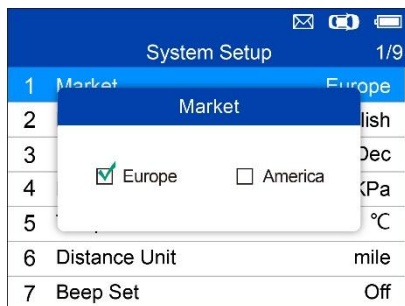 System Setup 1/9
1 Market Europe
Market
2 lish
3 Dec
Europe America
4 KPa
5 °C
6 Distance Unit mile
7 Beep Set Off